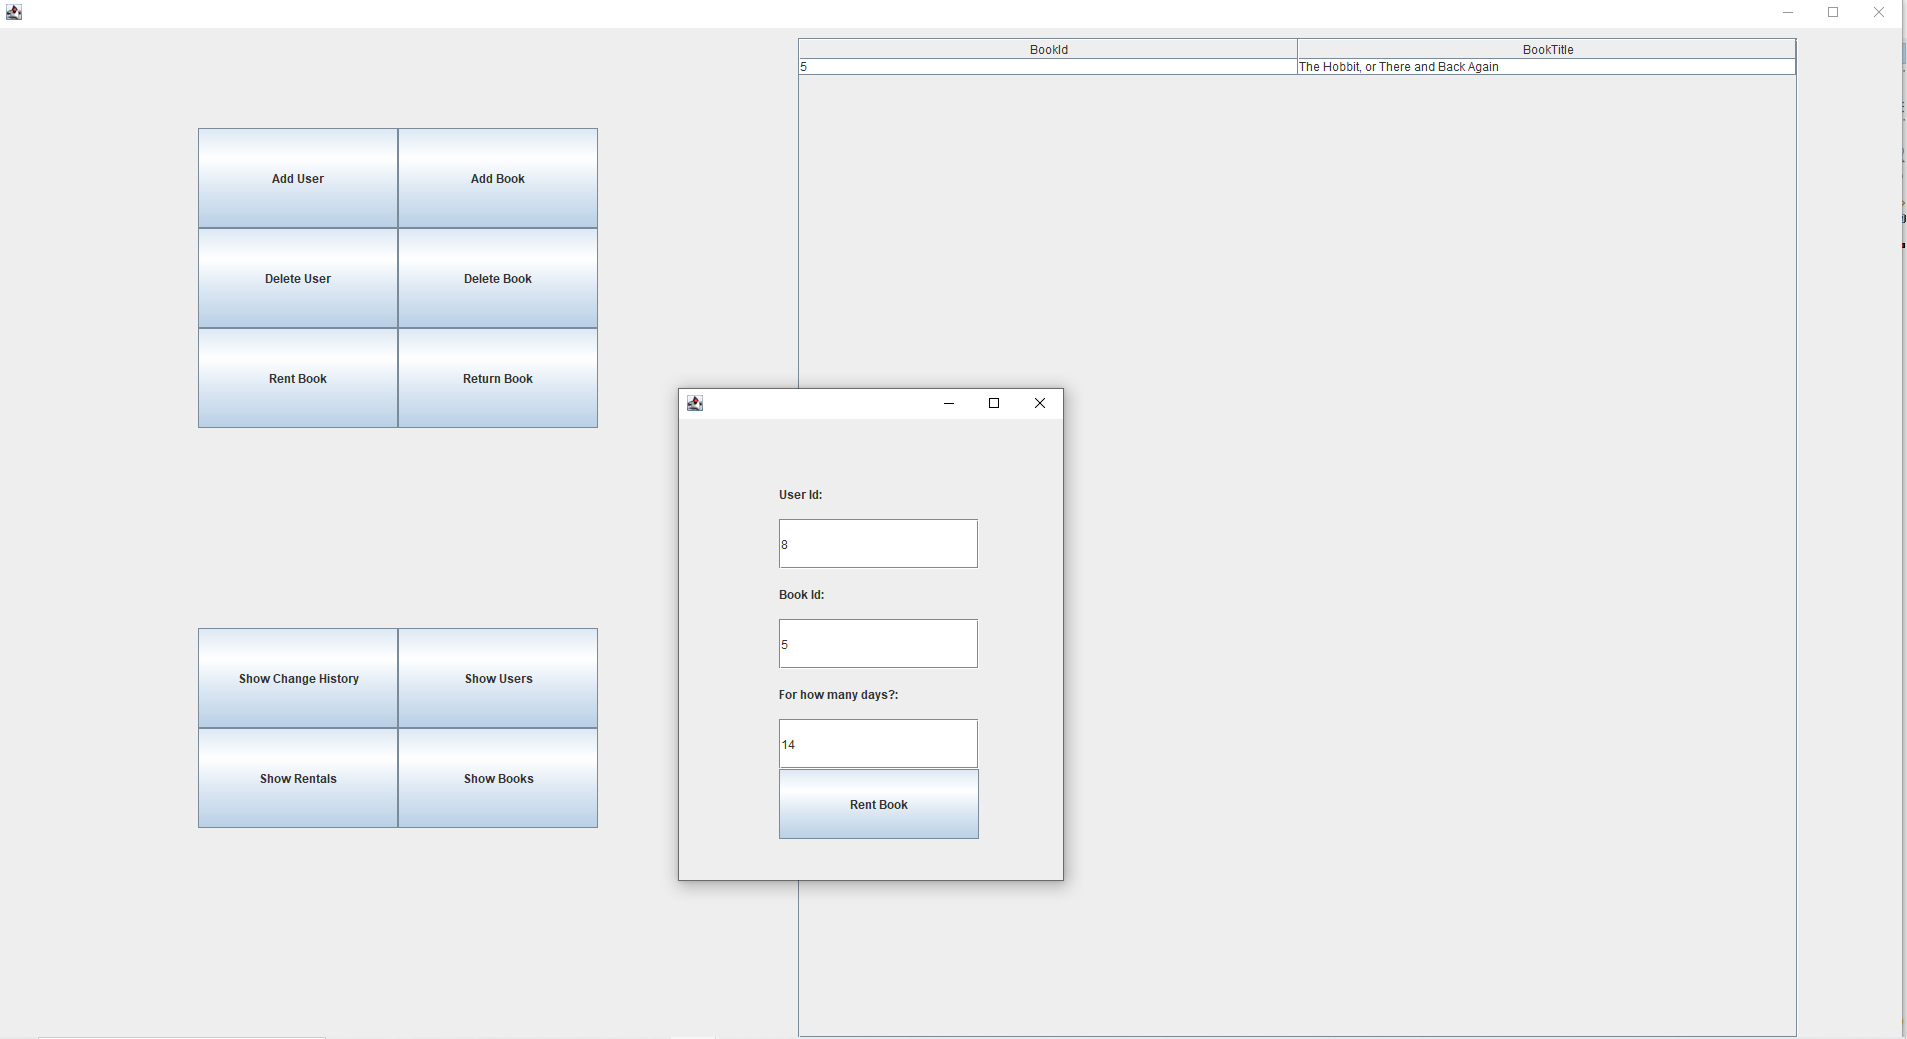 BookId BookTitle
5 The Hobbit, or There and Back Again
Add User Add Book
Delete User Delete Book
Rent Book Return Book
Show Change History Show Users
Show Rentals Show Books
User Id:
8
Book Id:
5
For how many days?:
14
Rent Book